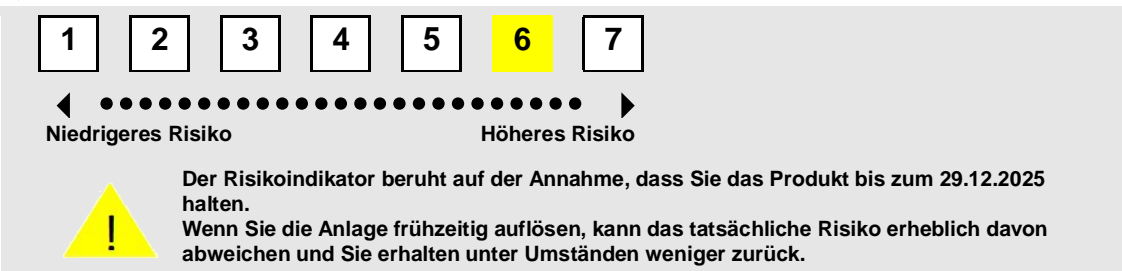 1 2 3 4 5 6 7
Niedrigeres Risiko Höheres Risiko
Der Risikoindikator beruht auf der Annahme, dass Sie das Produkt bis zum 29.12.2025
halten.
Wenn Sie die Anlage frühzeitig auflösen, kann das tatsächliche Risiko erheblich davon
! abweichen und Sie erhalten unter Umständen weniger zurück.